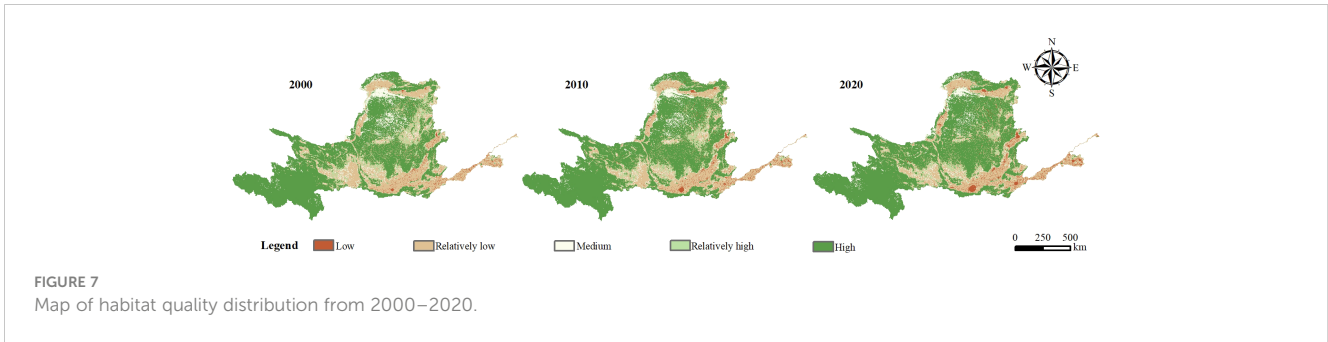 N
W E
S
2000
2010
2020
Legend Low Relatively low Medium Relatively high High
0 250 500
km
FIGURE 7
Map of habitat quality distribution from 2000–2020.